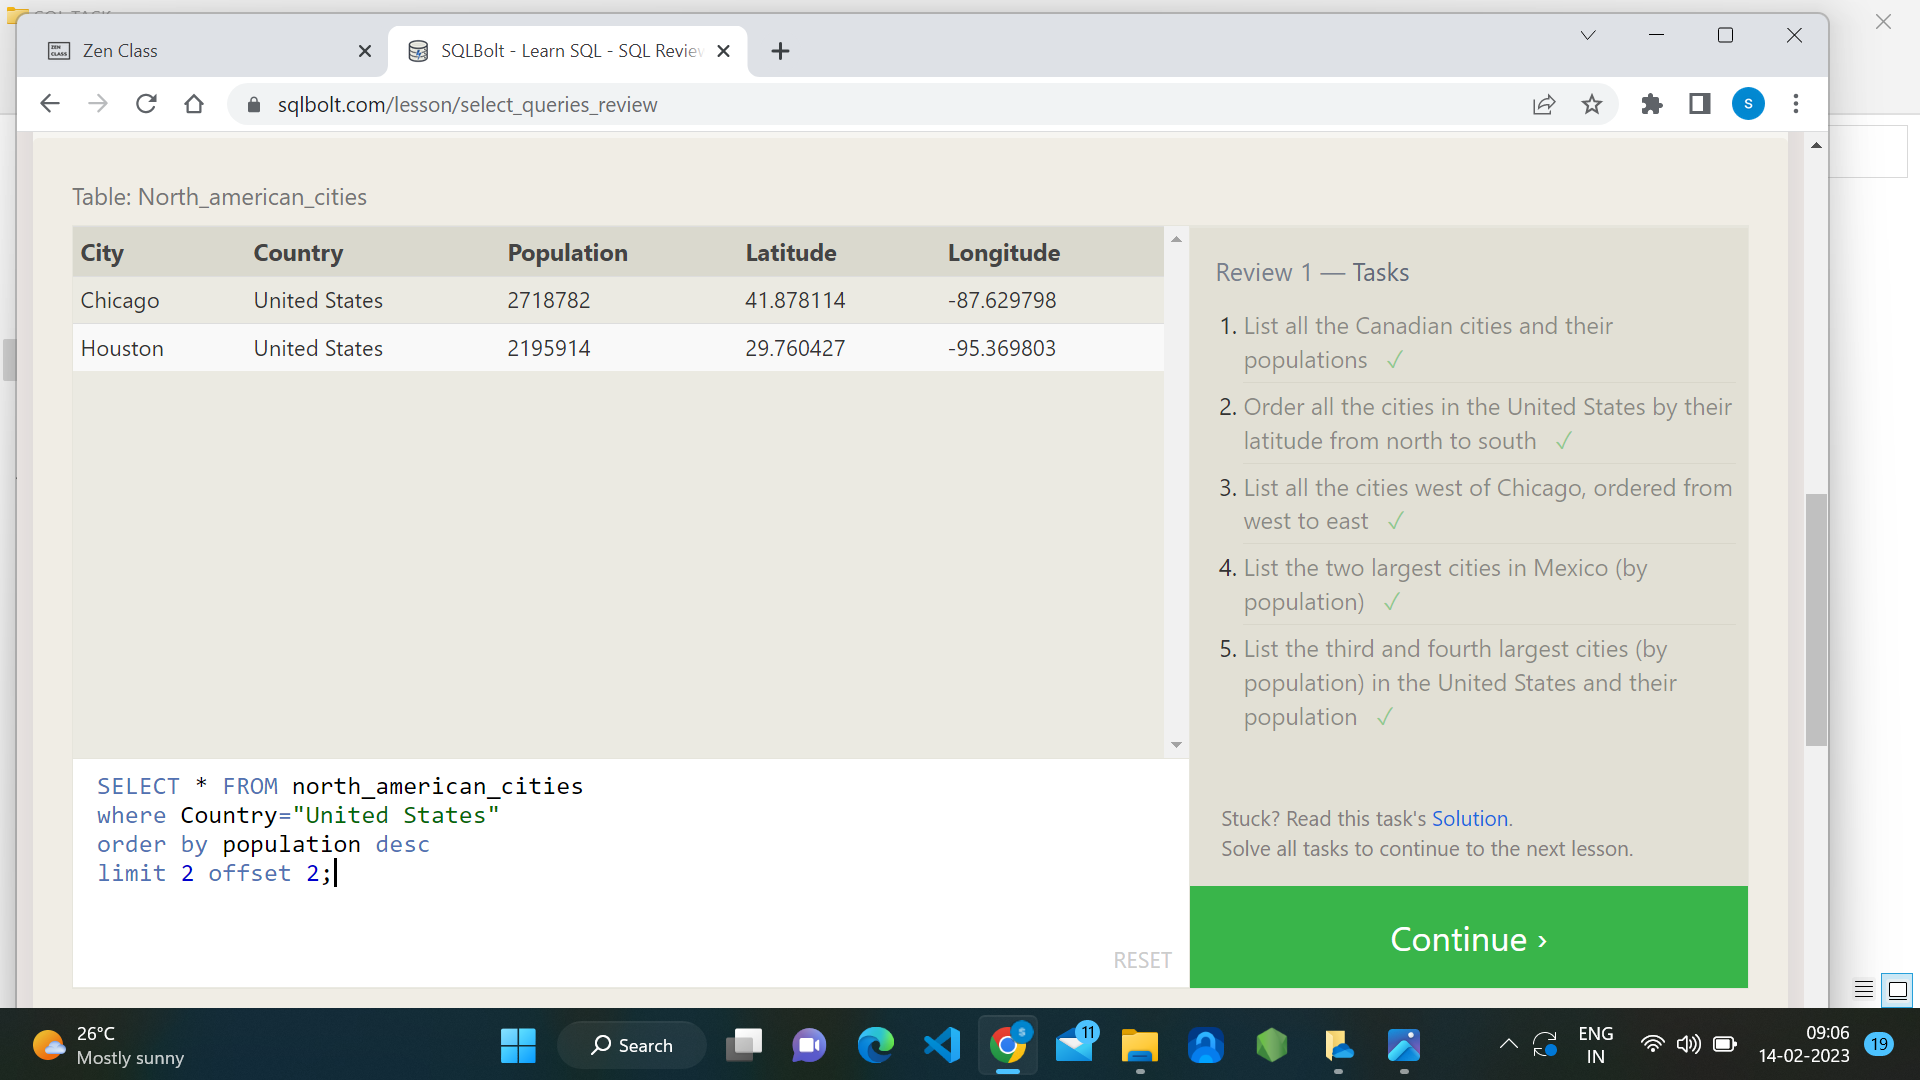 SQL TASK
Zen Class
SQLBolt - Learn SQL - SQL Review
sqlbolt.com/lesson/select_queries_review
S
Table: North_american_cities
City Country Population Latitude Longitude
Chicago United States 2718782 41.878114 -87.629798
Houston United States 2195914 29.760427 -95.369803
Review 1 — Tasks
1. List all the Canadian cities and their
populations ✓
2. Order all the cities in the United States by their
latitude from north to south ✓
3. List all the cities west of Chicago, ordered from
west to east ✓
4. List the two largest cities in Mexico (by
population) ✓
5. List the third and fourth largest cities (by
population) in the United States and their
population ✓
SELECT * FROM north_american_cities
where Country="United States"
order by population desc
limit 2 offset 2;
RESET
Stuck? Read this task's Solution.
Solve all tasks to continue to the next lesson.
Continue ›
26°C
Mostly sunny
Search
S
11
ENG
IN
09:06
14-02-2023
19